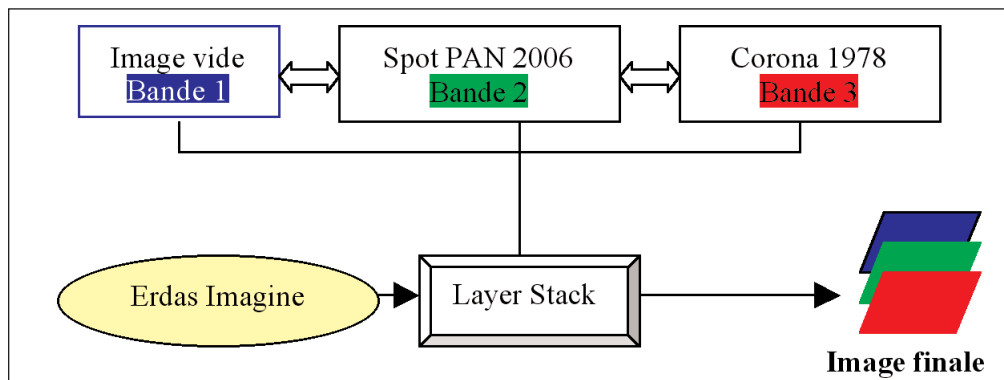 Image vide
Bande 1
Spot PAN 2006
Bande 2
Corona 1978
Bande 3
Erdas Imagine
Layer Stack
Image finale